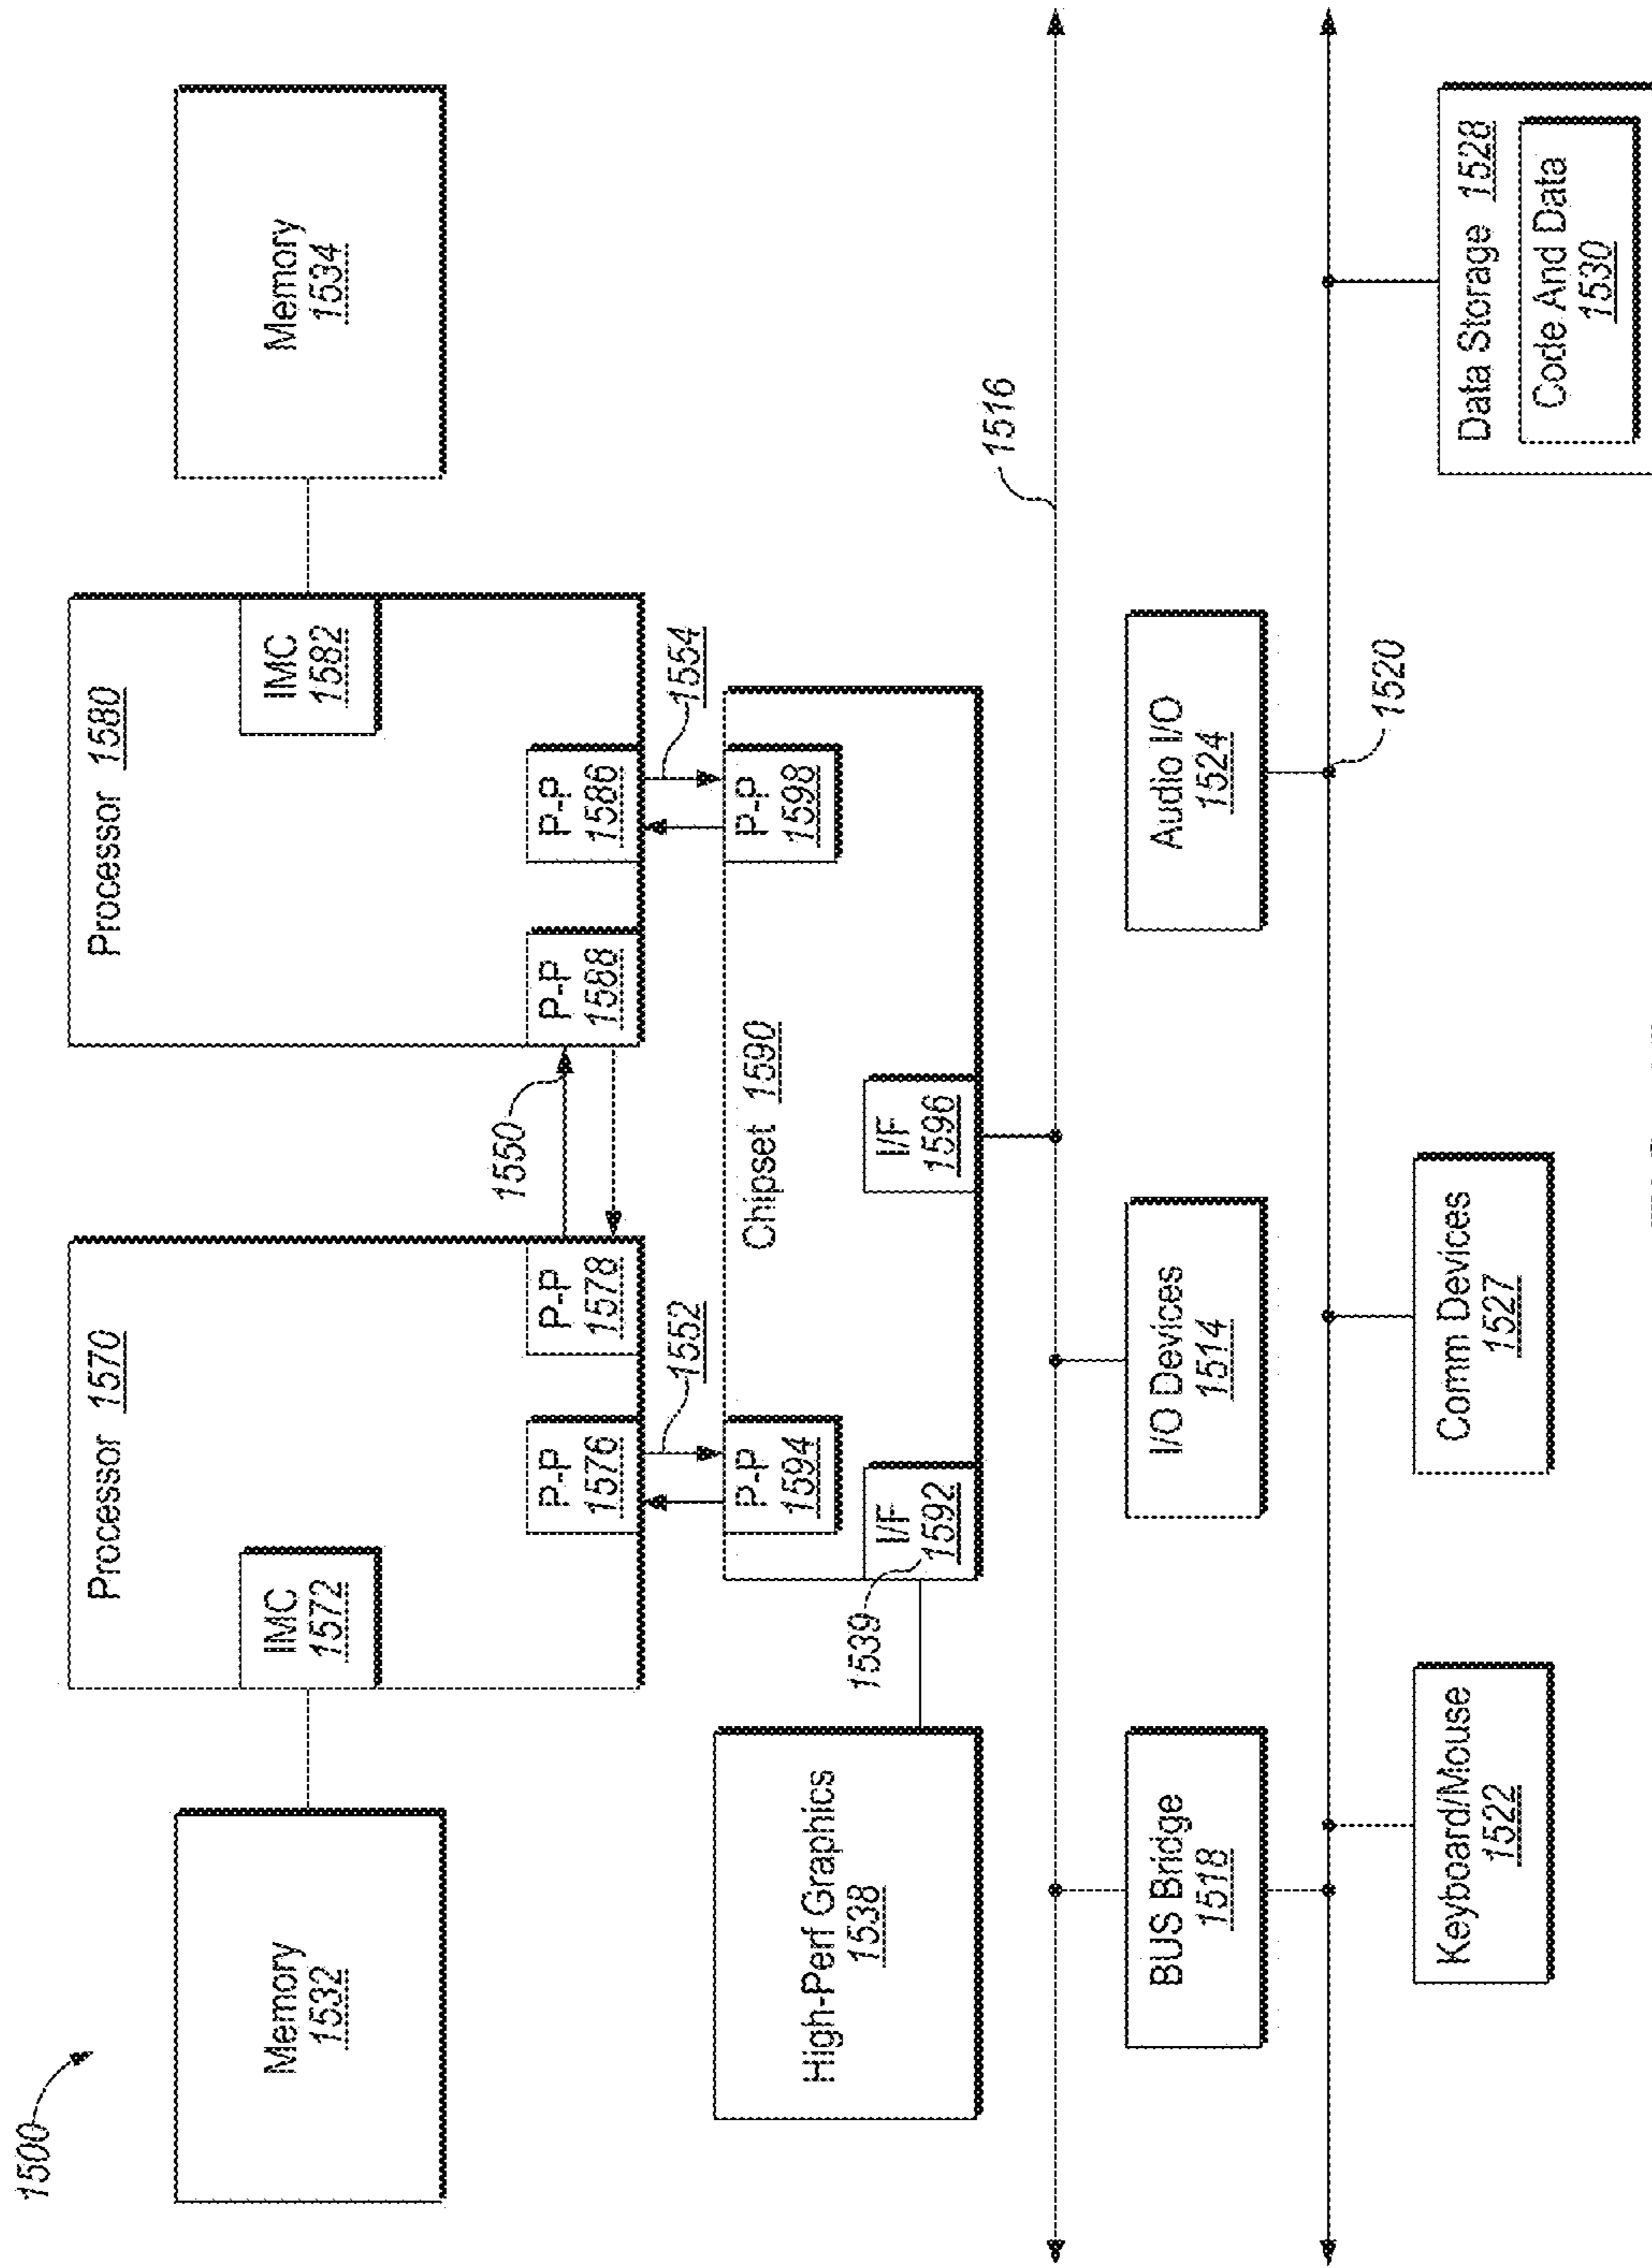 1500
Memory
1532
Processor 1570
IMC
1572
P-P
1576
P-P
1578
1550
Processor 1580
IMC
1582
P-P
1588
P-P
1586
Memory
1534
1552
1554
High-Perf Graphics
1538
1539
P-P
1594
Chipset 1590
P-P
1598
I/F
1592
I/F
1596
1516
BUS Bridge
1518
I/O Devices
1514
Audio I/O
1524
1520
Keyboard/Mouse
1522
Comm Devices
1527
Data Storage 1528
Code And Data
1530